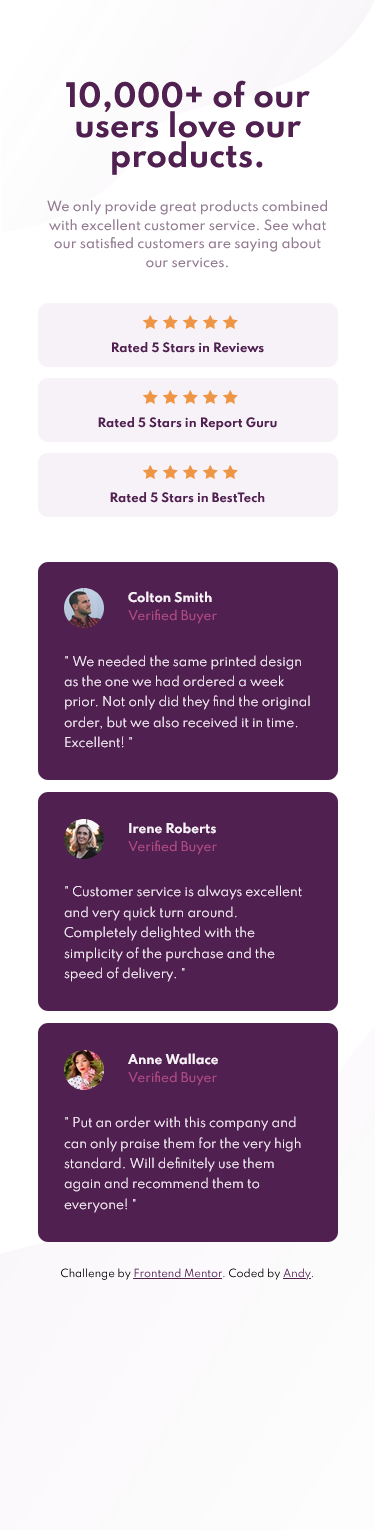 10,000+ of our
users love our
products.
We only provide great products combined
with excellent customer service. See what
our satisfied customers are saying about
our services.
Rated 5 Stars in Reviews
Rated 5 Stars in Report Guru
Rated 5 Stars in BestTech
Colton Smith
Verified Buyer
" We needed the same printed design
as the one we had ordered a week
prior. Not only did they find the original
order, but we also received it in time.
Excellent! "
Irene Roberts
Verified Buyer
" Customer service is always excellent
and very quick turn around.
Completely delighted with the
simplicity of the purchase and the
speed of delivery. "
Anne Wallace
Verified Buyer
" Put an order with this company and
can only praise them for the very high
standard. Will definitely use them
again and recommend them to
everyone! "
Challenge by Frontend Mentor. Coded by Andy.